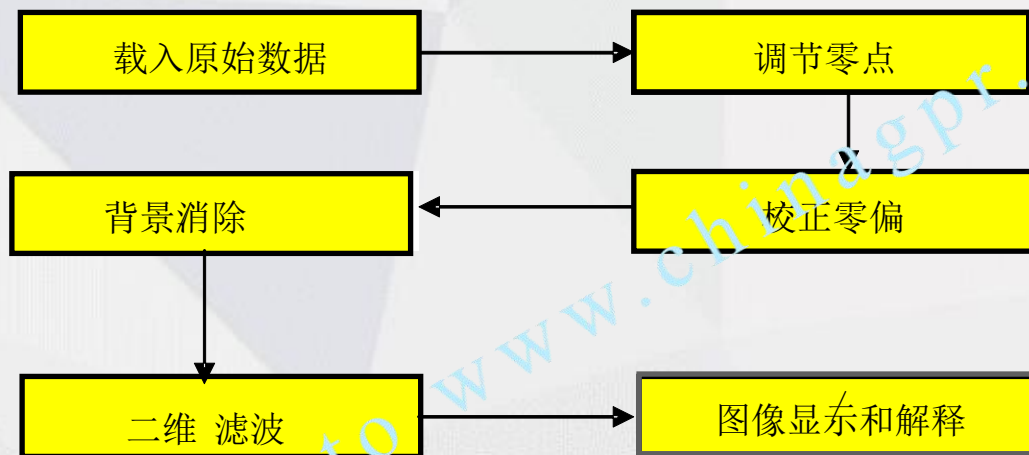 载入原始数据
调节零点
校正零偏
背景消除
二维 滤波
图像显示和解释
to www.chinagpr.